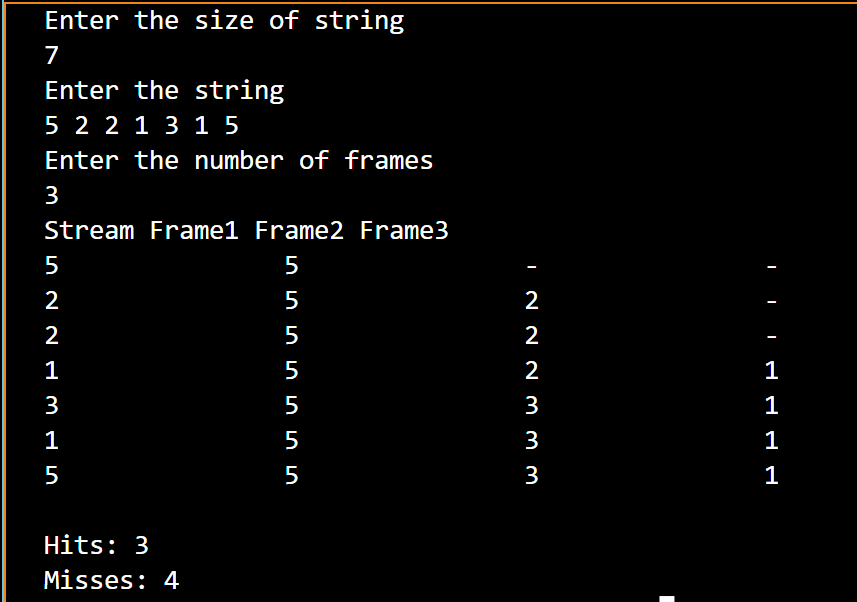 Enter the size of string
7
Enter the string
5 2 2 1 3 1 5
Enter the number of frames
3
Stream Frame1 Frame2 Frame3
5 5 - -
2 5 2 -
2 5 2 -
1 5 2 1
3 5 3 1
1 5 3 1
5 5 3 1
Hits: 3
Misses: 4